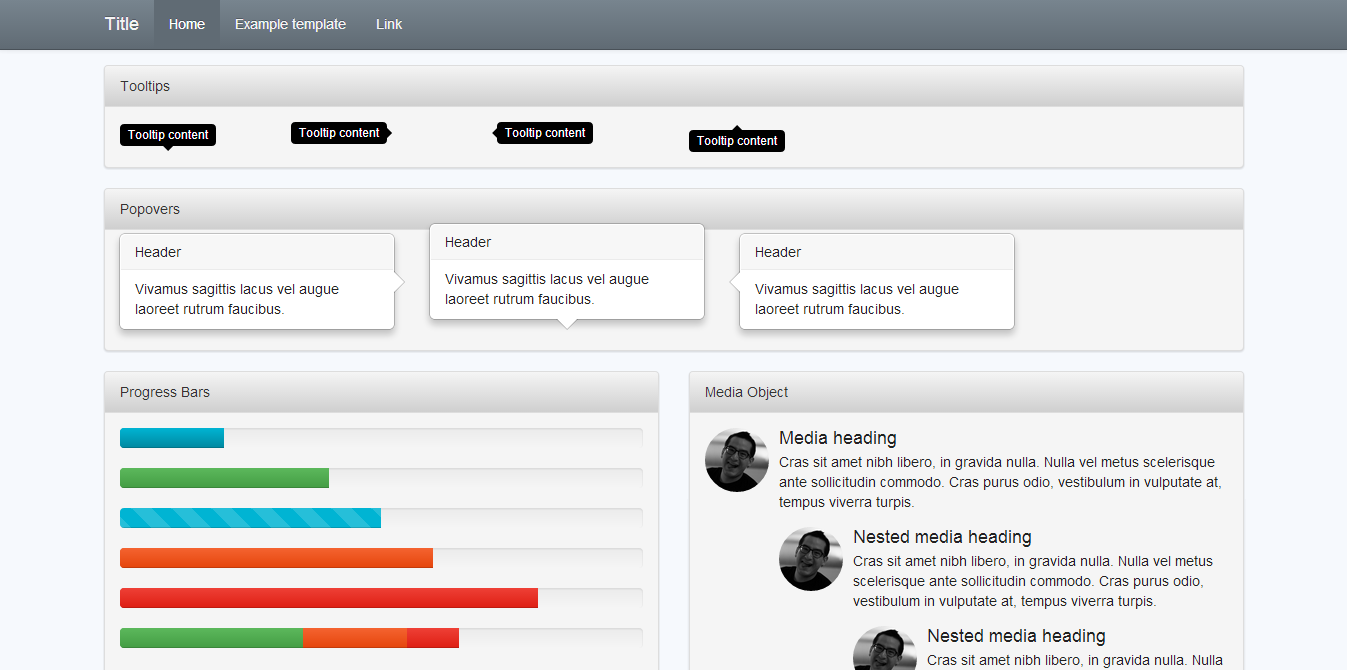 Title Home Example template Link
Tooltips
Tooltip content Tooltip content Tooltip content Tooltip content
Popovers
Header
Vivamus sagittis lacus vel augue
laoreet rutrum faucibus.
Header
Vivamus sagittis lacus vel augue
laoreet rutrum faucibus.
Header
Vivamus sagittis lacus vel augue
laoreet rutrum faucibus.
Progress Bars
Media Object
Media heading
Cras sit amet nibh libero, in gravida nulla. Nulla vel metus scelerisque
ante sollicitudin commodo. Cras purus odio, vestibulum in vulputate at,
tempus viverra turpis.
Nested media heading
Cras sit amet nibh libero, in gravida nulla. Nulla vel metus
scelerisque ante sollicitudin commodo. Cras purus odio,
vestibulum in vulputate at, tempus viverra turpis.
Nested media heading
Cras sit amet nibh libero, in gravida nulla. Nulla